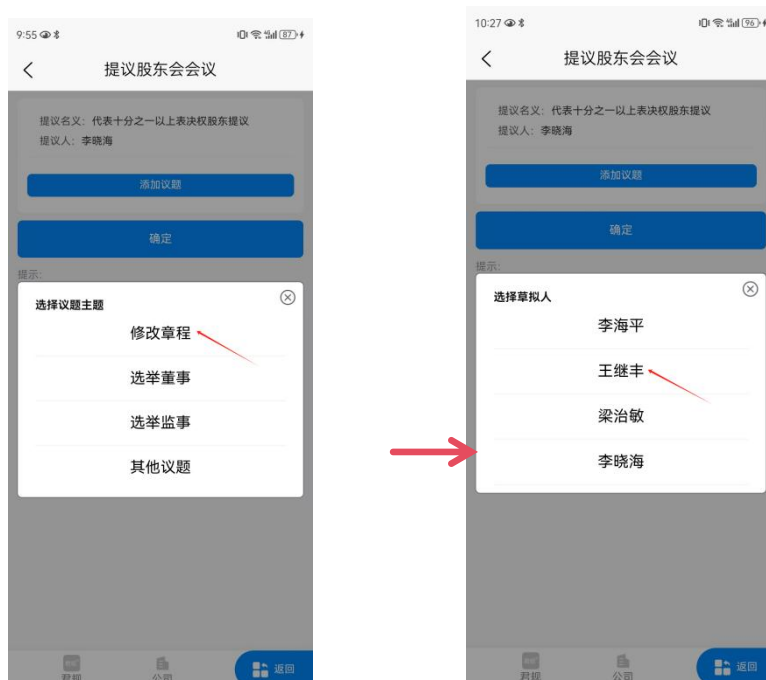 9:55
87
提议股东会会议
提议名义：代表十分之一以上表决权股东提议
提议人：李晓海
添加议题
确定
提示：
选择议题主题
修改章程
选举董事
选举监事
其他议题
君视
公司
返回
10:27
96
提议股东会会议
提议名义：代表十分之一以上表决权股东提议
提议人：李晓海
添加议题
确定
提示：
选择草拟人
李海平
王继丰
梁治敏
李晓海
君视
公司
返回